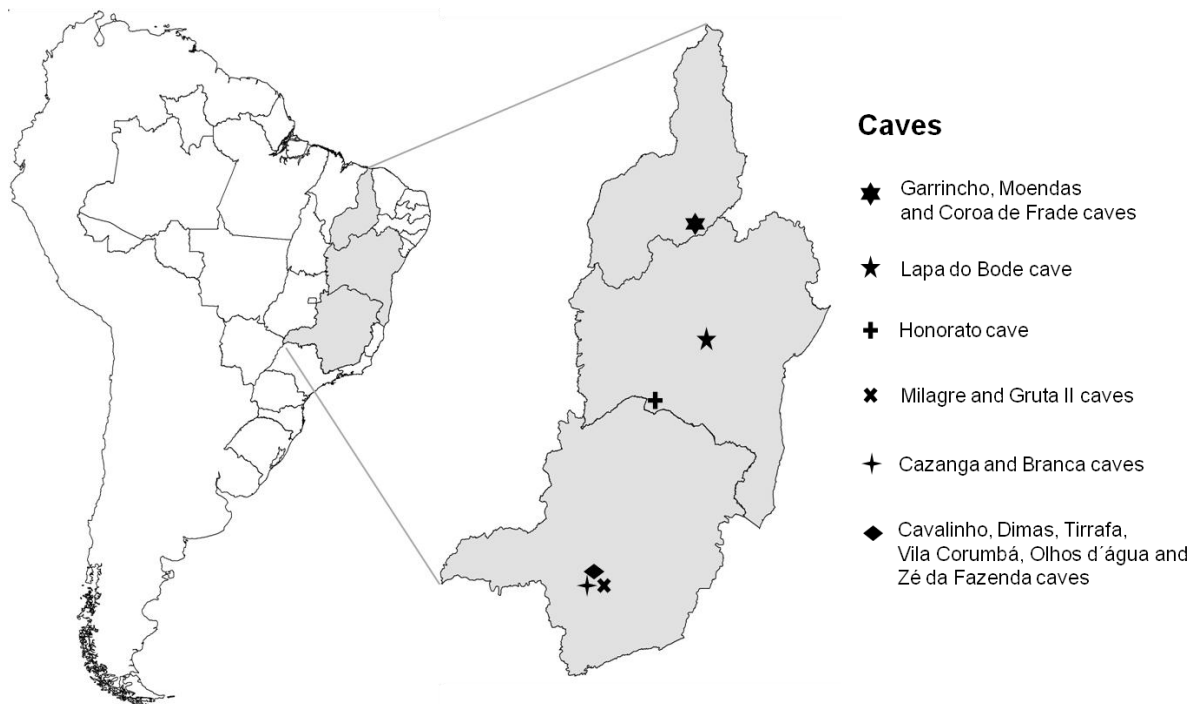 Caves
Garrincho, Moendas
and Coroa de Frade caves
Lapa do Bode cave
Honorato cave
Milagre and Gruta II caves
Cazanga and Branca caves
Cavalinho, Dimas, Tirrafa,
Vila Corumbá, Olhos d´água and
Zé da Fazenda caves